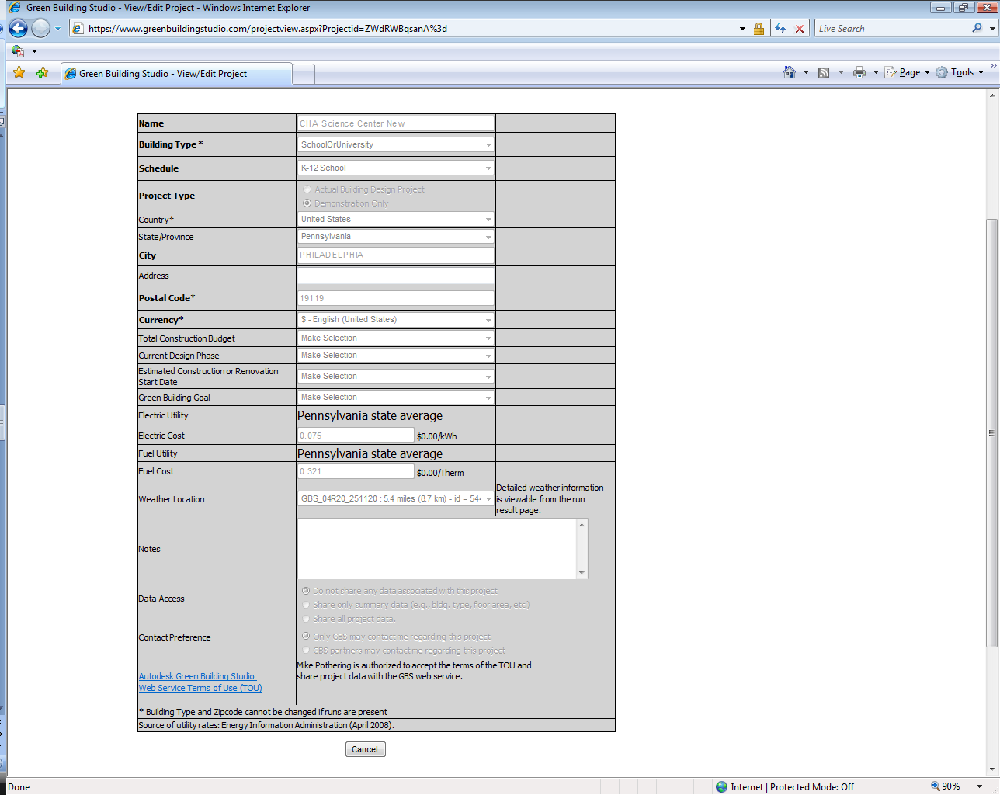 Green Building Studio - View/Edit Project - Windows Internet Explorer
https://www.greenbuildingstudio.com/projectview.aspx?Projectid=ZWdRWBqsanA%3d
Live Search
Green Building Studio - View/Edit Project
Page
Tools
Name
CHA Science Center New
Building Type *
SchoolOrUniversity
Schedule
K-12 School
Project Type
Actual Building Design Project
Demonstration Only
Country*
United States
State/Province
Pennsylvania
City
PHILADELPHIA
Address
Postal Code*
19119
Currency*
$ - English (United States)
Total Construction Budget
Make Selection
Current Design Phase
Make Selection
Estimated Construction or Renovation
Start Date
Make Selection
Green Building Goal
Make Selection
Electric Utility
Pennsylvania state average
Electric Cost
0.075
$0.00/kWh
Fuel Utility
Pennsylvania state average
Fuel Cost
0.321
$0.00/Therm
Weather Location
GBS_04R20_251120 : 5.4 miles (8.7 km) - id = 54
Detailed weather information
is viewable from the run
result page.
Notes
Data Access
Do not share any data associated with this project
Share only summary data (e.g., bldg. type, floor area, etc.)
Share all project data.
Contact Preference
Only GBS may contact me regarding this project.
GBS partners may contact me regarding this project
Autodesk Green Building Studio
Web Service Terms of Use (TOU)
Mike Pothering is authorized to accept the terms of the TOU and
share project data with the GBS web service.
* Building Type and Zipcode cannot be changed if runs are present
Source of utility rates: Energy Information Administration (April 2008).
Cancel
Done
Internet | Protected Mode: Off
90%